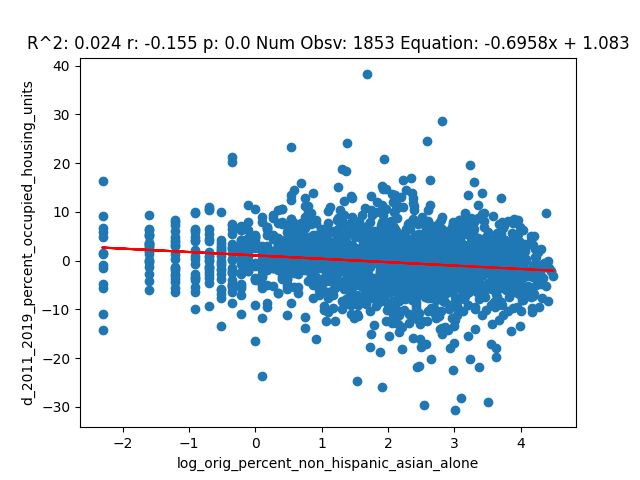 R^2: 0.024 r: -0.155 p: 0.0 Num Obsv: 1853 Equation: -0.6958x + 1.083
40
30
20
10
0
−10
−20
−30
d_2011_2019_percent_occupied_housing_units
−2 −1 0 1 2 3 4
log_orig_percent_non_hispanic_asian_alone